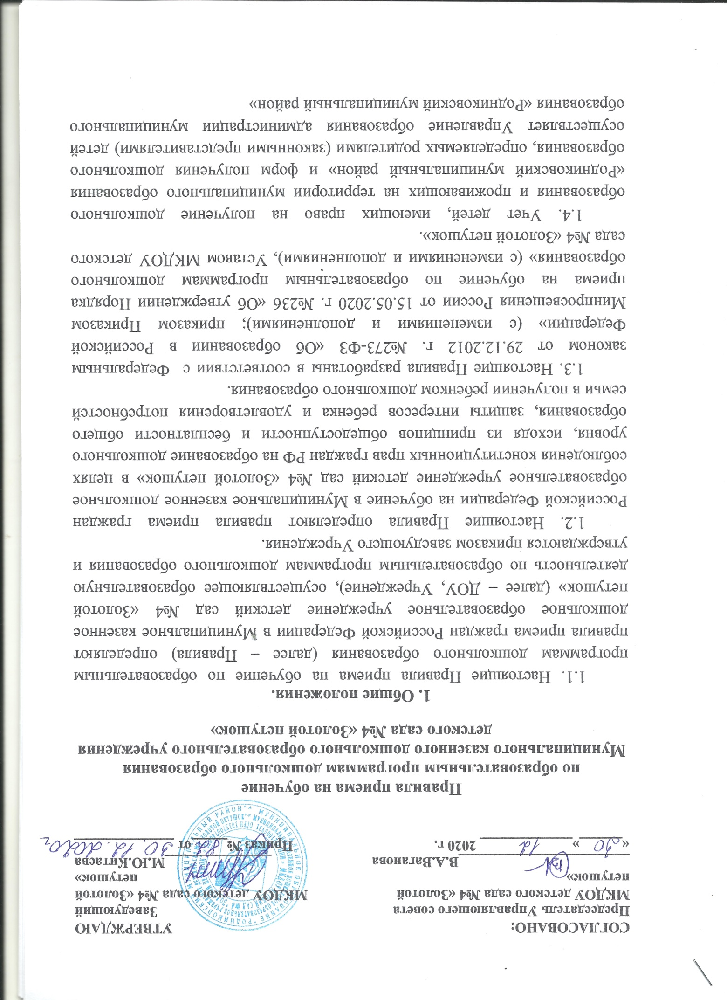 СОГЛАСОВАНО:
Председатель Управляющего совета
МКДОУ детского сада №4 «Золотой
петушок»
В.А.Ваганова
«30» 12 2020 г.
УТВЕРЖДАЮ
Заведующий
МКДОУ детского сада №4 «Золотой
петушок»
М.Ю.Китаева
Приказ № 82 от 30.12.2020г
Правила приема на обучение
по образовательным программам дошкольного образования
Муниципального казенного дошкольного образовательного учреждения
детского сада №4 «Золотой петушок»
1. Общие положения.
1.1. Настоящие Правила приема на обучение по образовательным
программам дошкольного образования (далее – Правила) определяют
правила приема граждан Российской Федерации в Муниципальное казенное
дошкольное образовательное учреждение детский сад №4 «Золотой
петушок» (далее – ДОУ, Учреждение), осуществляющее образовательную
деятельность по образовательным программам дошкольного образования и
утверждаются приказом заведующего Учреждения.
1.2. Настоящие Правила определяют правила приема граждан
Российской Федерации на обучение в Муниципальное казенное дошкольное
образовательное учреждение детский сад №4 «Золотой петушок» в целях
соблюдения конституционных прав граждан РФ на образование дошкольного
уровня, исходя из принципов общедоступности и бесплатности общего
образования, защиты интересов ребенка и удовлетворения потребностей
семьи в получении ребенком дошкольного образования.
1.3. Настоящие Правила разработаны в соответствии с Федеральным
законом от 29.12.2012 г. №273-ФЗ «Об образовании в Российской
Федерации» (с изменениями и дополнениями); приказом Приказом
Минпросвещения России от 15.05.2020 г. №236 «Об утверждении Порядка
приема на обучение по образовательным программам дошкольного
образования» (с изменениями и дополнениями), Уставом МКДОУ детского
сада №4 «Золотой петушок».
1.4. Учет детей, имеющих право на получение дошкольного
образования и проживающих на территории муниципального образования
«Родниковский муниципальный район» и форм получения дошкольного
образования, определяемых родителями (законными представителями) детей
осуществляет Управление образования администрации муниципального
образования «Родниковский муниципальный район»